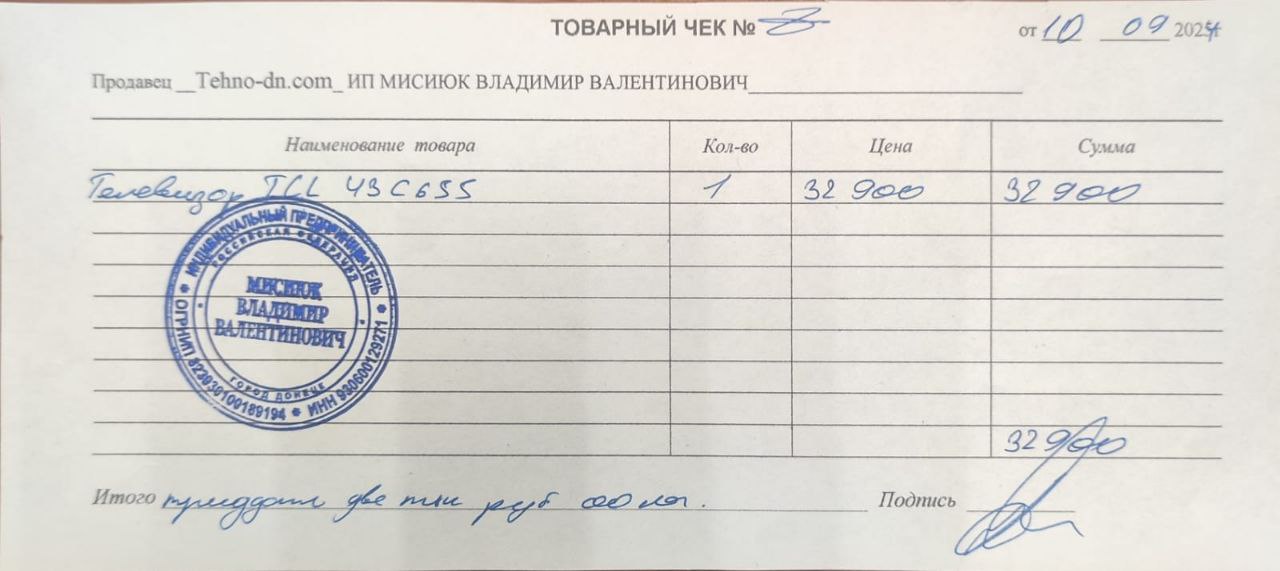 ТОВАРНЫЙ ЧЕК №
от 10 09 2024г
Продавец __Tehno-dn.com_ ИП МИСИЮК ВЛАДИМИР ВАЛЕНТИНОВИЧ
Наименование товара Кол-во Цена Сумма
Телевизор TCL 43C655 1 32 900 32 900
ИНДИВИДУАЛЬНЫЙ ПРЕДПРИНИМАТЕЛЬ
РОССИЙСКАЯ ФЕДЕРАЦИЯ
МИСИЮК
ВЛАДИМИР
ВАЛЕНТИНОВИЧ
ГОРОД ДОНЕЦК
ОГРНИП 323930100189194 * ИНН 930600129271
32 900
Итого тридцать две тыс руб 00 коп.
Подпись